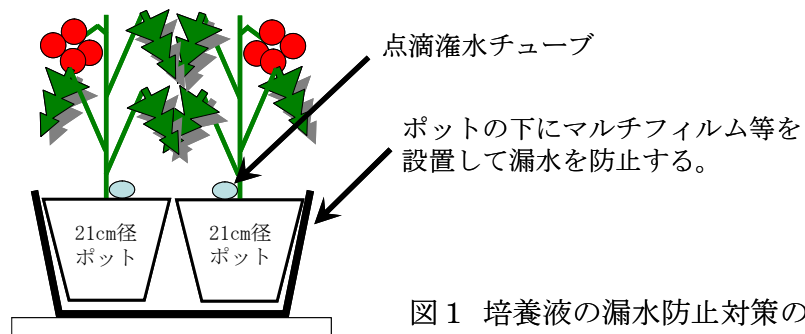 点滴潅水チューブ
ポットの下にマルチフィルム等を
設置して漏水を防止する。
21cm径
ポット
21cm径
ポット
図１ 培養液の漏水防止対策の